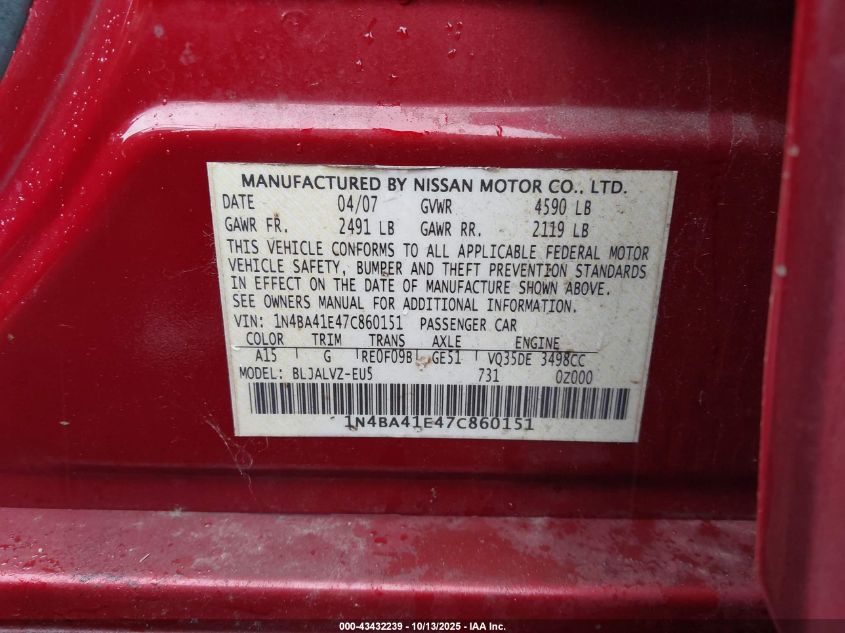 MANUFACTURED BY NISSAN MOTOR CO., LTD.
DATE 04/07 GVWR 4590 LB
GAWR FR. 2491 LB GAWR RR. 2119 LB
THIS VEHICLE CONFORMS TO ALL APPLICABLE FEDERAL MOTOR
VEHICLE SAFETY, BUMPER AND THEFT PREVENTION STANDARDS
IN EFFECT ON THE DATE OF MANUFACTURE SHOWN ABOVE.
SEE OWNERS MANUAL FOR ADDITIONAL INFORMATION.
VIN: 1N4BA41E47C860151 PASSENGER CAR
COLOR TRIM TRANS AXLE ENGINE
A15 G RE0F09B GE51 VQ35DE 3498CC
MODEL: BLJALVZ-EU5 731 0Z000
1N4BA41E47C860151
000-43432239 - 10/13/2025 - IAA Inc.